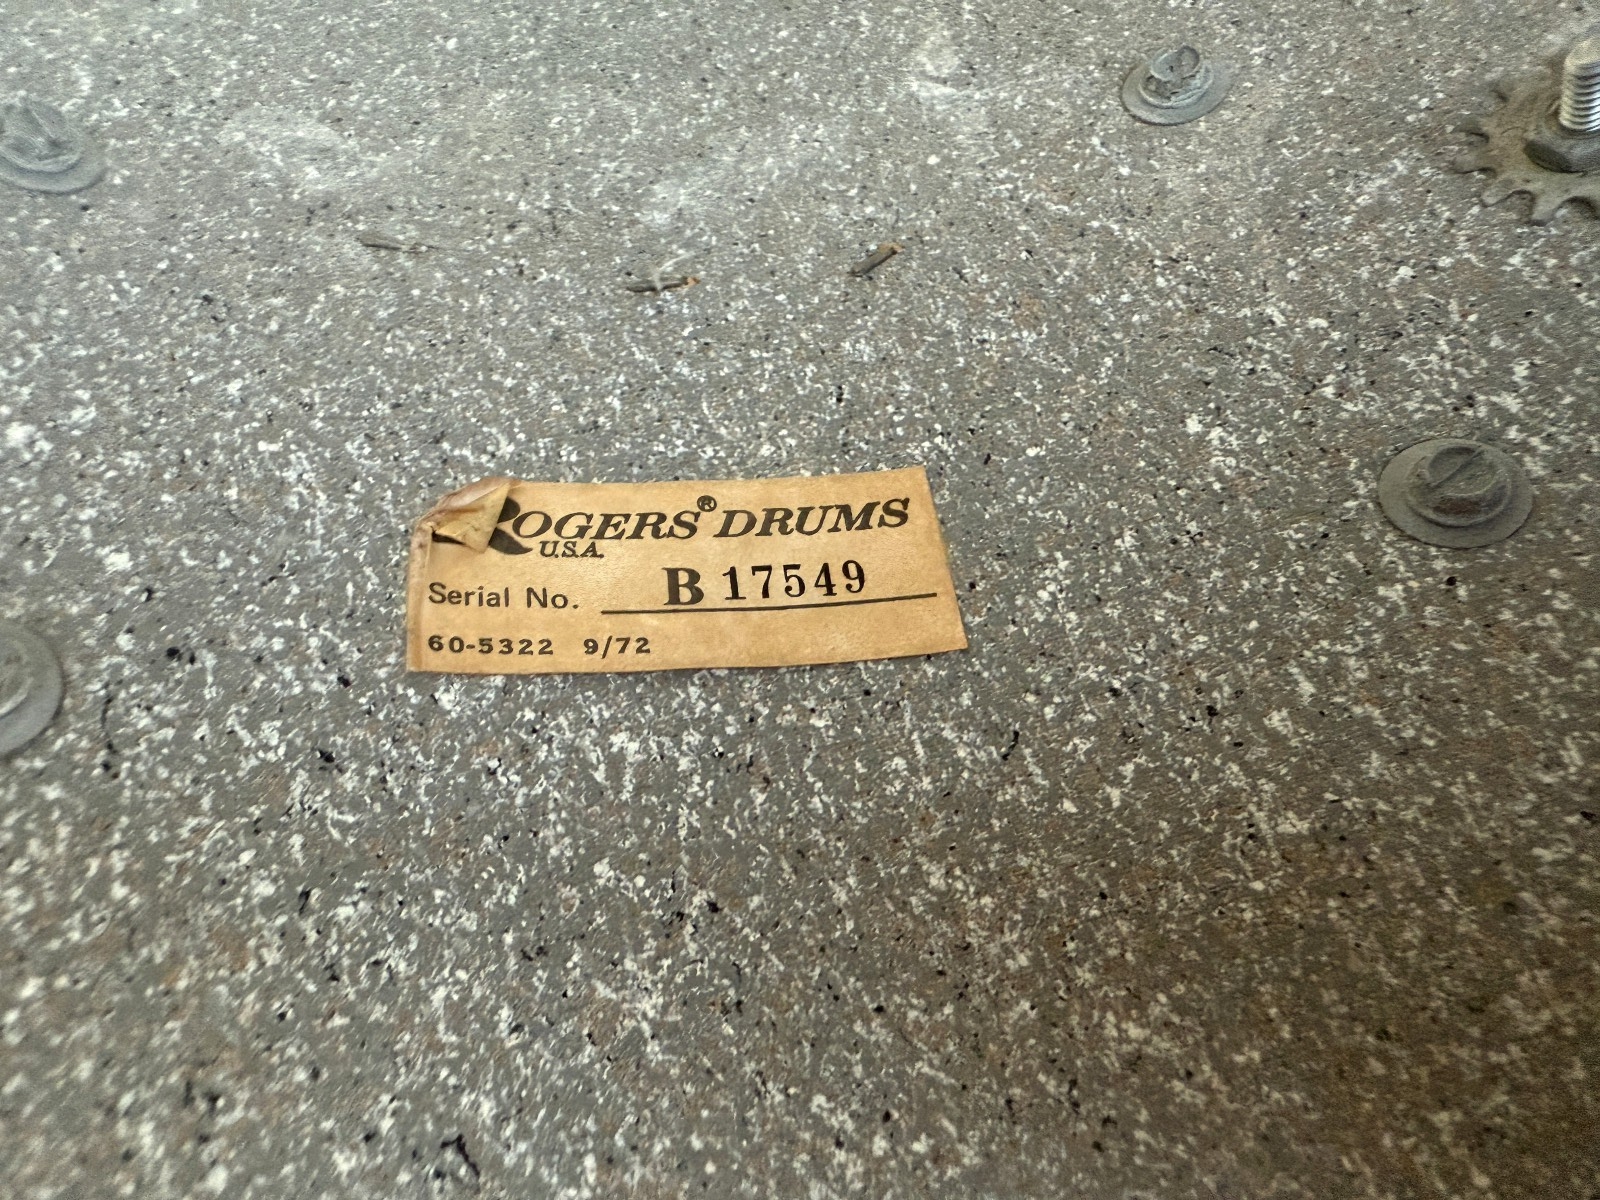 ROGERS® DRUMS
U.S.A.
Serial No. B 17549
60-5322 9/72